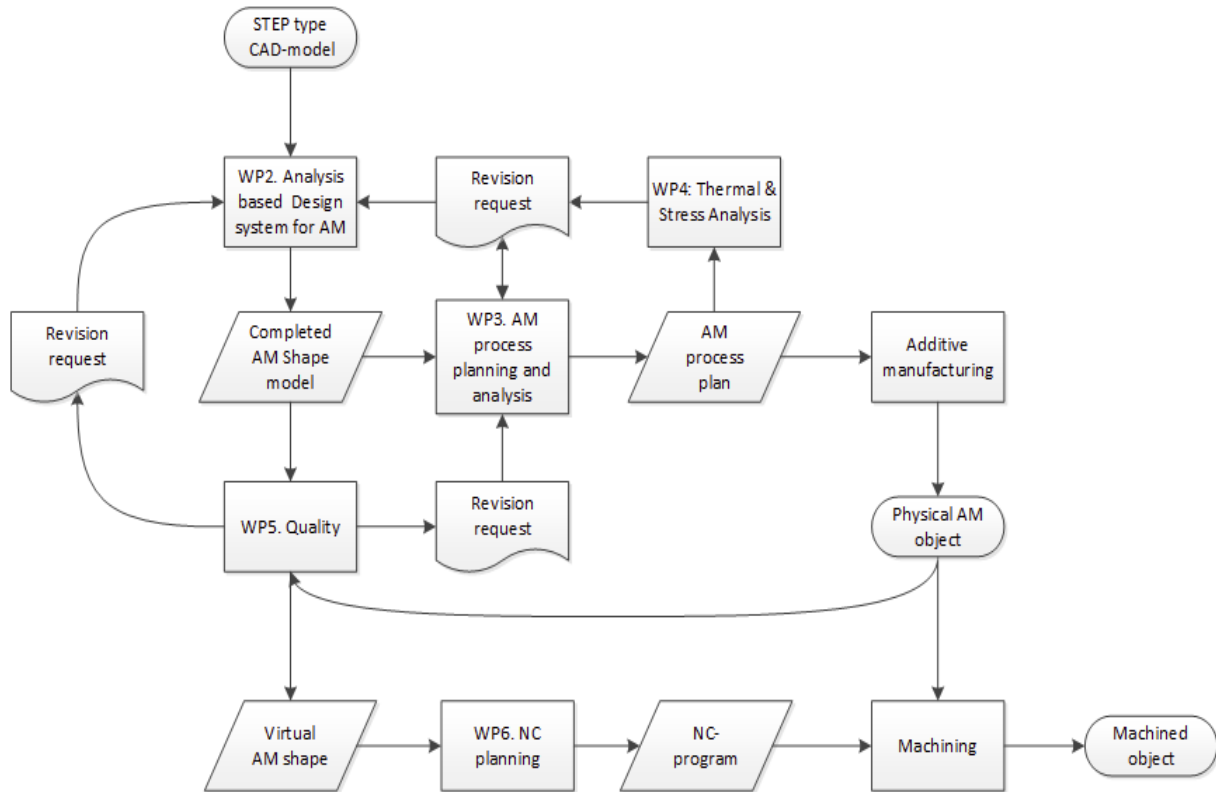 STEP type
CAD-model
WP2. Analysis
based Design
system for AM
Revision
request
WP4: Thermal &
Stress Analysis
Revision
request
Completed
AM Shape
model
WP3. AM
process
planning and
analysis
AM
process
plan
Additive
manufacturing
WP5. Quality
Revision
request
Physical AM
object
Virtual
AM shape
WP6. NC
planning
NC-
program
Machining
Machined
object